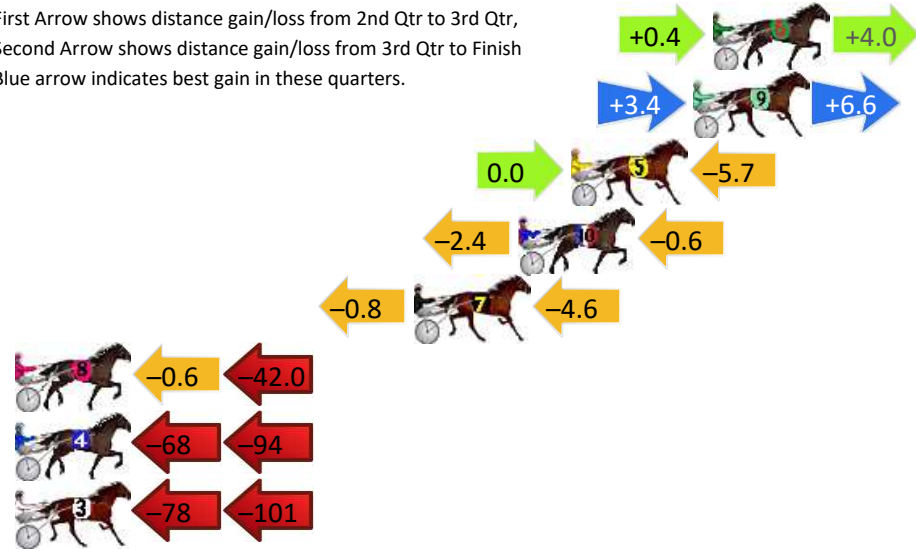 First Arrow shows distance gain/loss from 2nd Qtr to 3rd Qtr,
Second Arrow shows distance gain/loss from 3rd Qtr to Finish
Blue arrow indicates best gain in these quarters.
+0.4 +4.0
+3.4 9 +6.6
0.0 5 –5.7
–2.4 10 –0.6
–0.8 7 –4.6
8 –0.6 –42.0
4 –68 –94
3 –78 –101